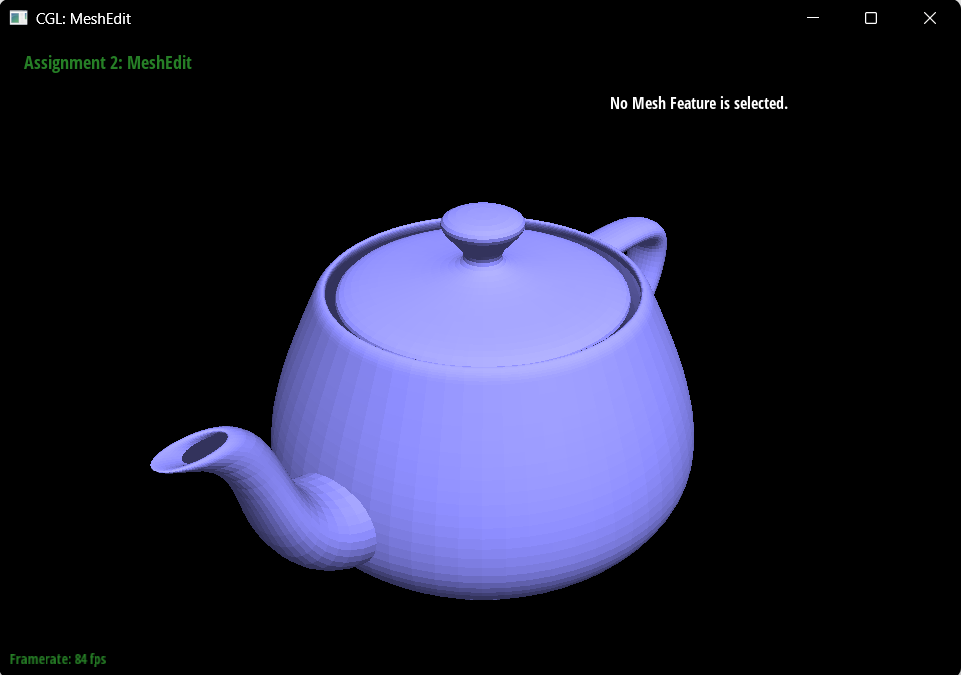 CGL: MeshEdit
Assignment 2: MeshEdit
No Mesh Feature is selected.
Framerate: 84 fps